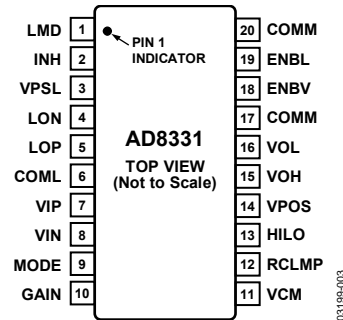 LMD 1
INH 2
VPSL 3
LON 4
LOP 5
COML 6
VIP 7
VIN 8
MODE 9
GAIN 10
PIN 1
INDICATOR
AD8331
TOP VIEW
(Not to Scale)
20 COMM
19 ENBL
18 ENBV
17 COMM
16 VOL
15 VOH
14 VPOS
13 HILO
12 RCLMP
11 VCM
03199-003